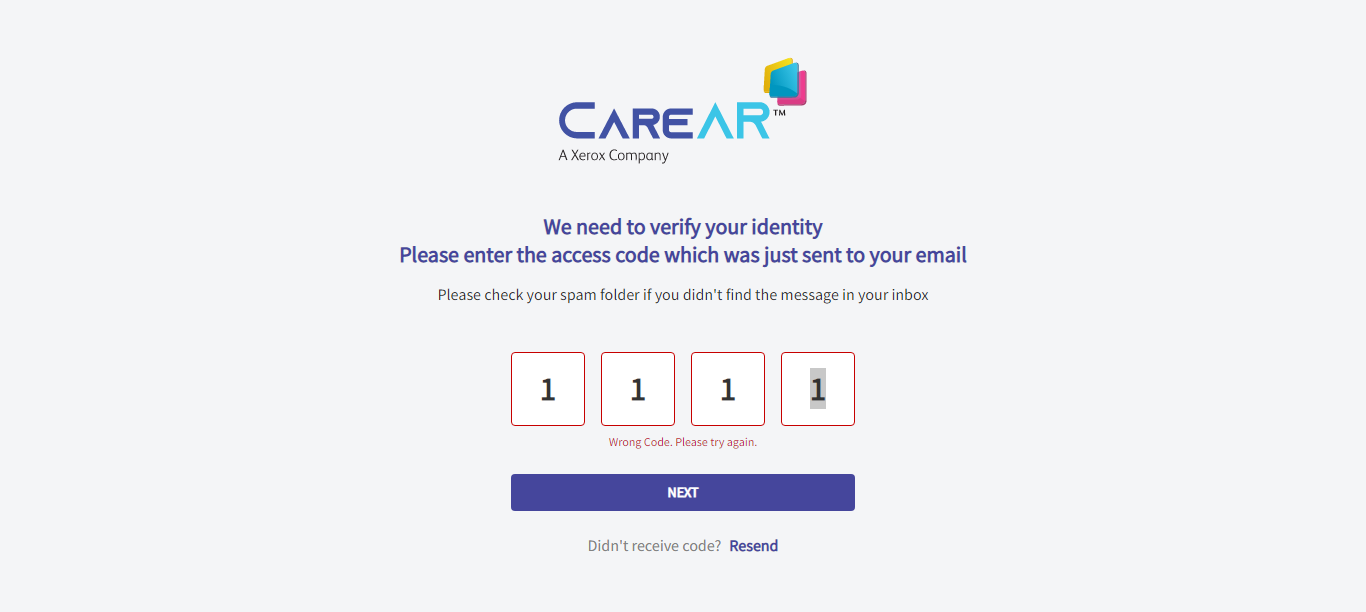 CAREAR™
A Xerox Company
We need to verify your identity
Please enter the access code which was just sent to your email
Please check your spam folder if you didn't find the message in your inbox
1 1 1 1
Wrong Code. Please try again.
NEXT
Didn't receive code? Resend